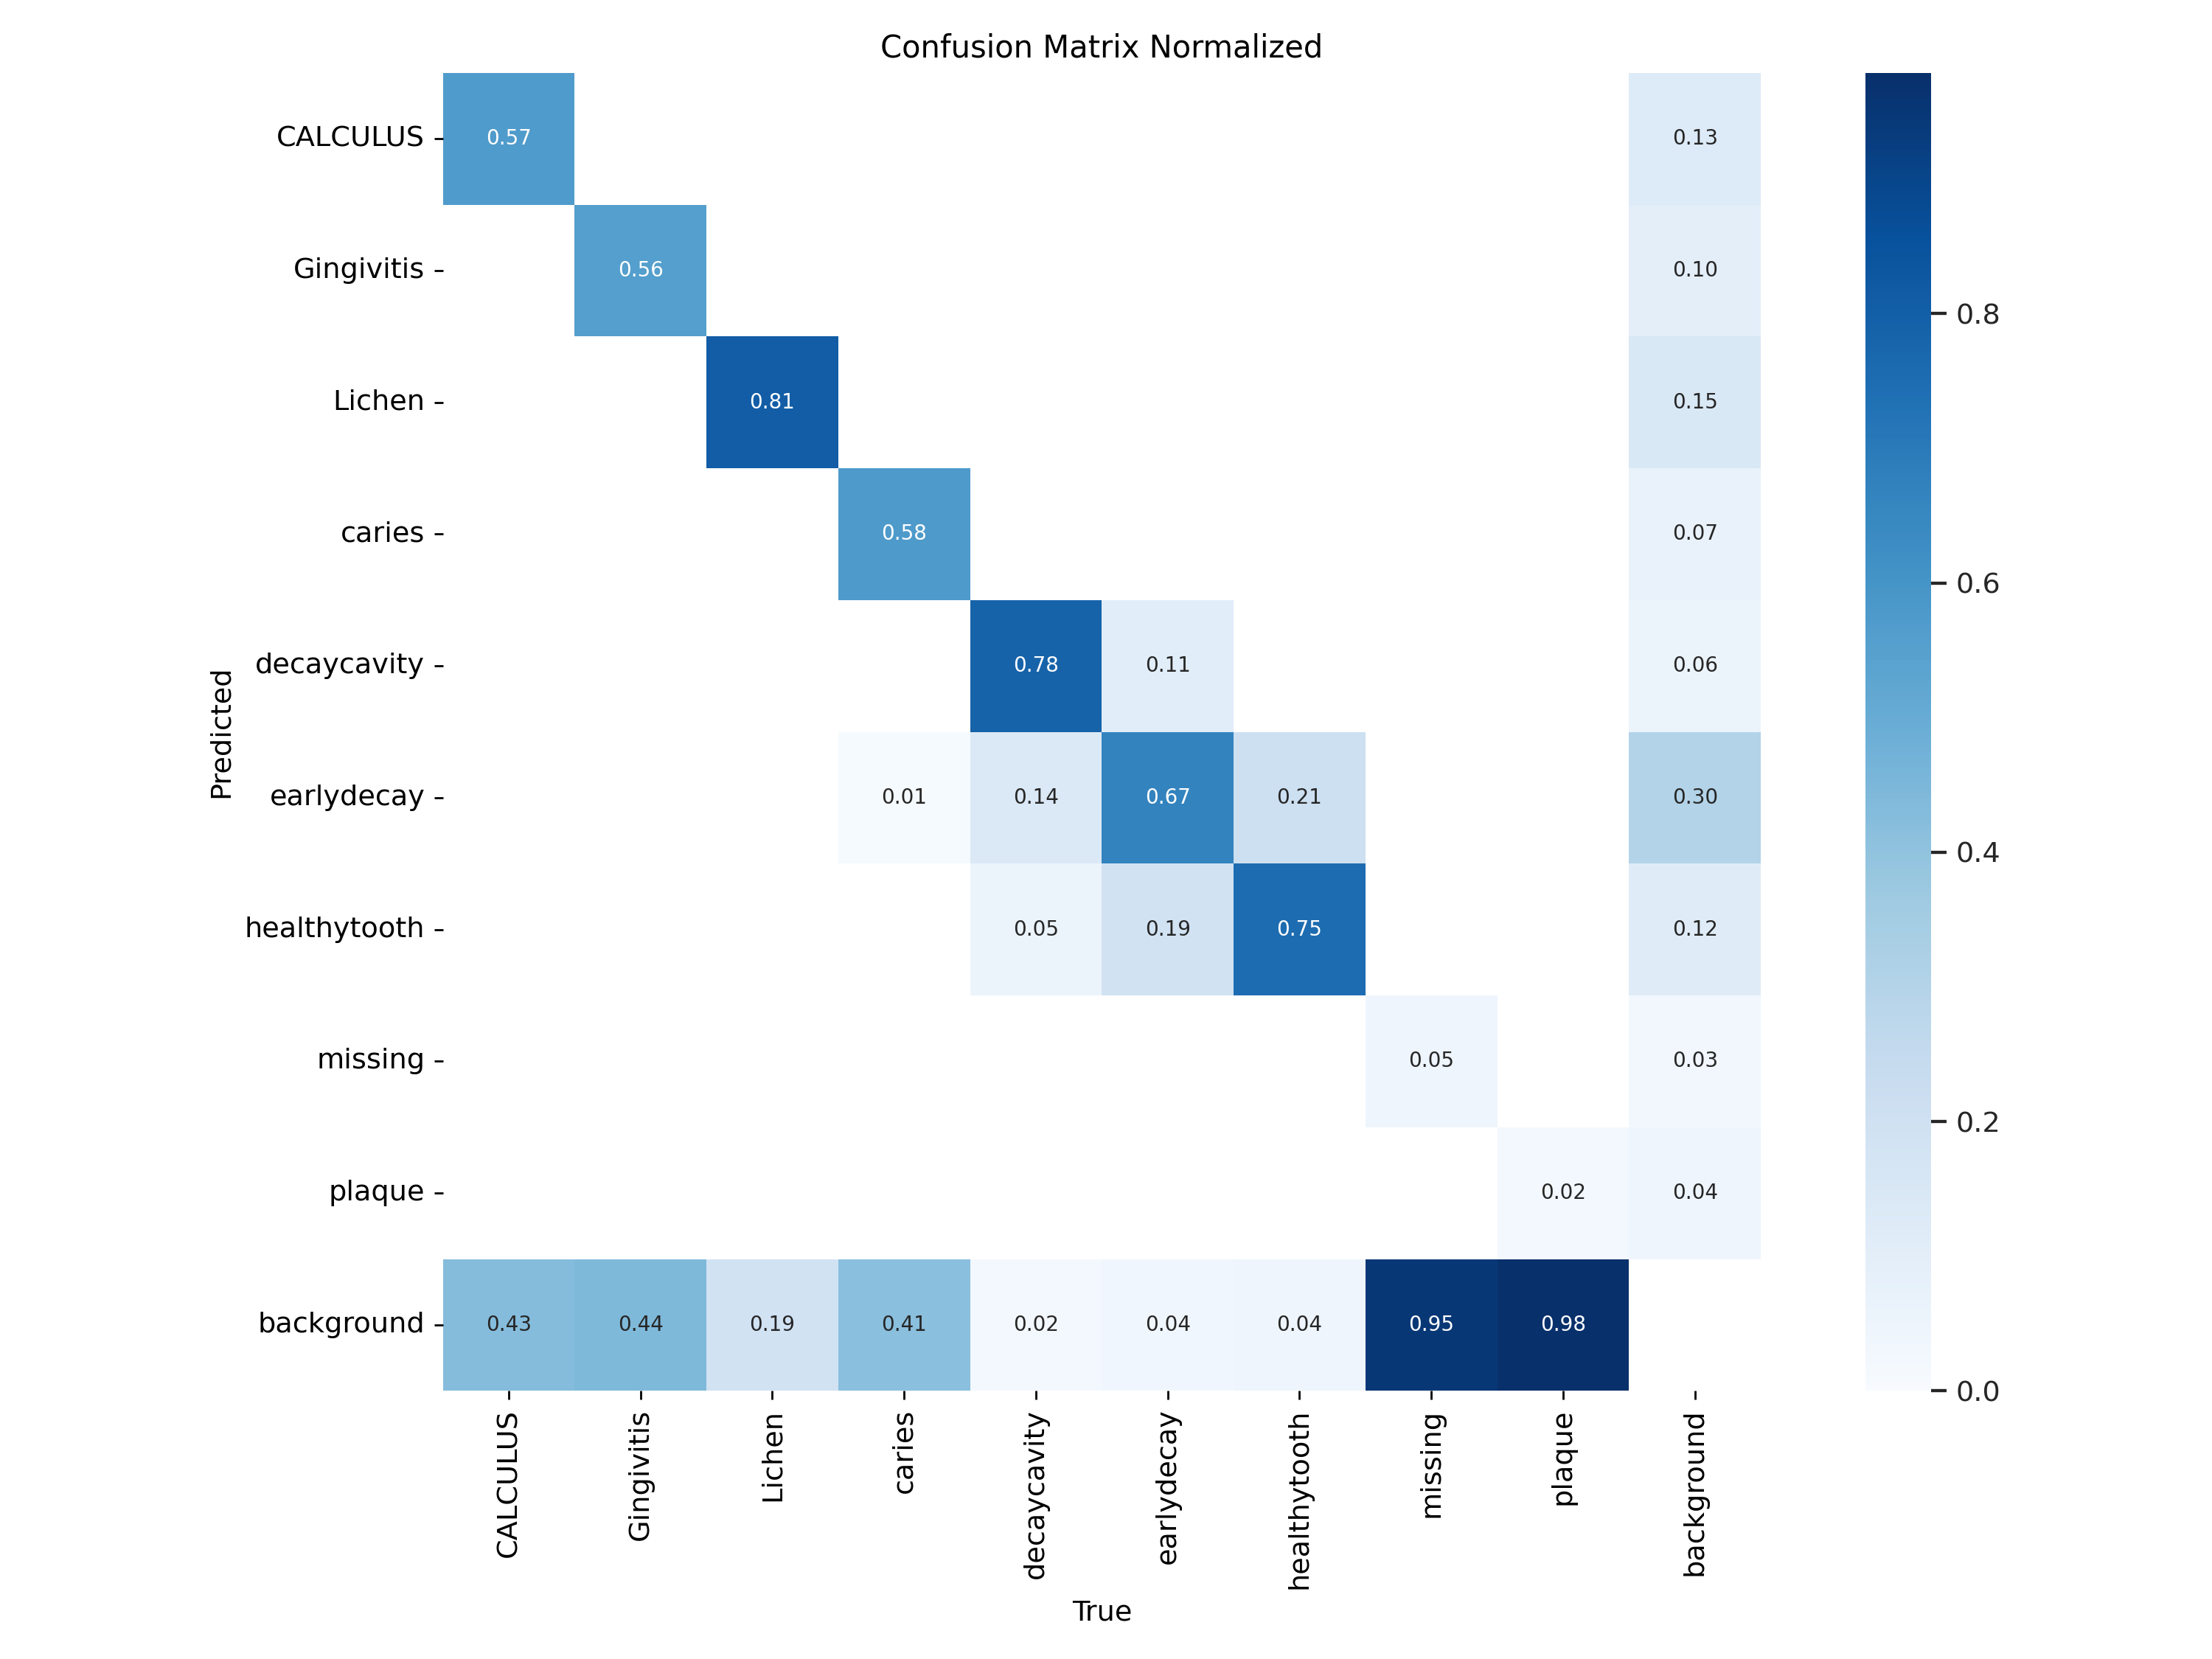 Confusion Matrix Normalized
CALCULUS 0.57 0.13
Gingivitis 0.56 0.10
Lichen 0.81 0.15
caries 0.58 0.07
decaycavity 0.78 0.11 0.06
earlydecay 0.01 0.14 0.67 0.21 0.30
healthytooth 0.05 0.19 0.75 0.12
missing 0.05 0.03
plaque 0.02 0.04
background 0.43 0.44 0.19 0.41 0.02 0.04 0.04 0.95 0.98
Predicted
CALCULUS
Gingivitis
Lichen
caries
decaycavity
earlydecay
healthytooth
missing
plaque
background
True
0.8
0.6
0.4
0.2
0.0